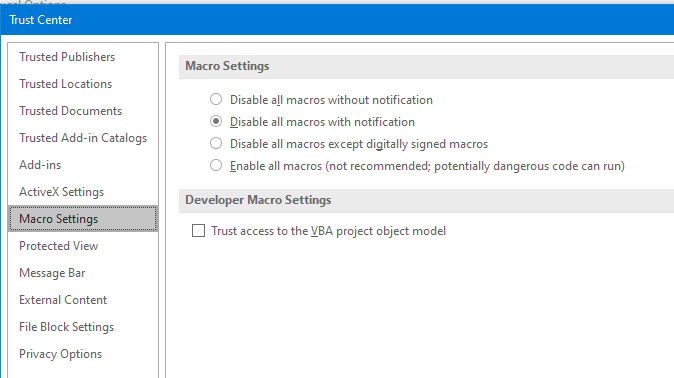 Trust Center
Trusted Publishers
Trusted Locations
Trusted Documents
Trusted Add-in Catalogs
Add-ins
ActiveX Settings
Macro Settings
Protected View
Message Bar
External Content
File Block Settings
Privacy Options
Macro Settings
Disable all macros without notification
Disable all macros with notification
Disable all macros except digitally signed macros
Enable all macros (not recommended; potentially dangerous code can run)
Developer Macro Settings
Trust access to the VBA project object model